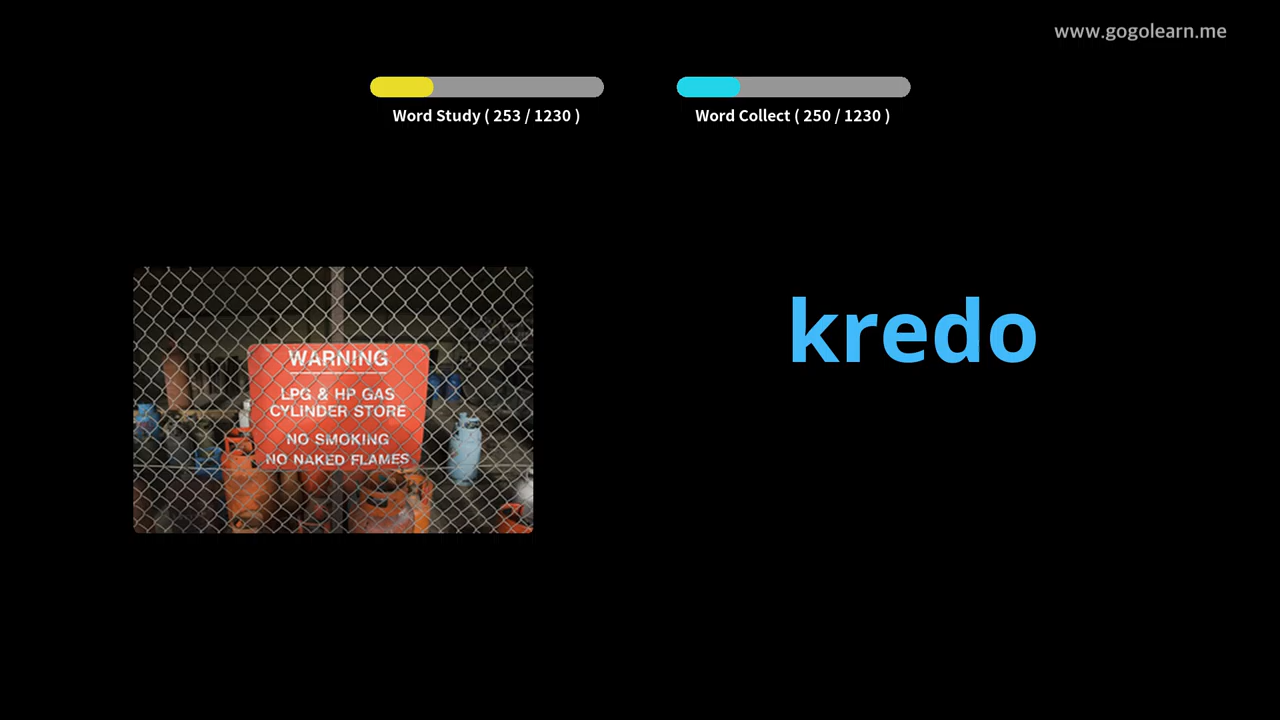 www.gogolearn.me
Word Study ( 253 / 1230 )
Word Collect ( 250 / 1230 )
WARNING
LPG & HP GAS
CYLINDER STORE
NO SMOKING
NO NAKED FLAMES
kredo